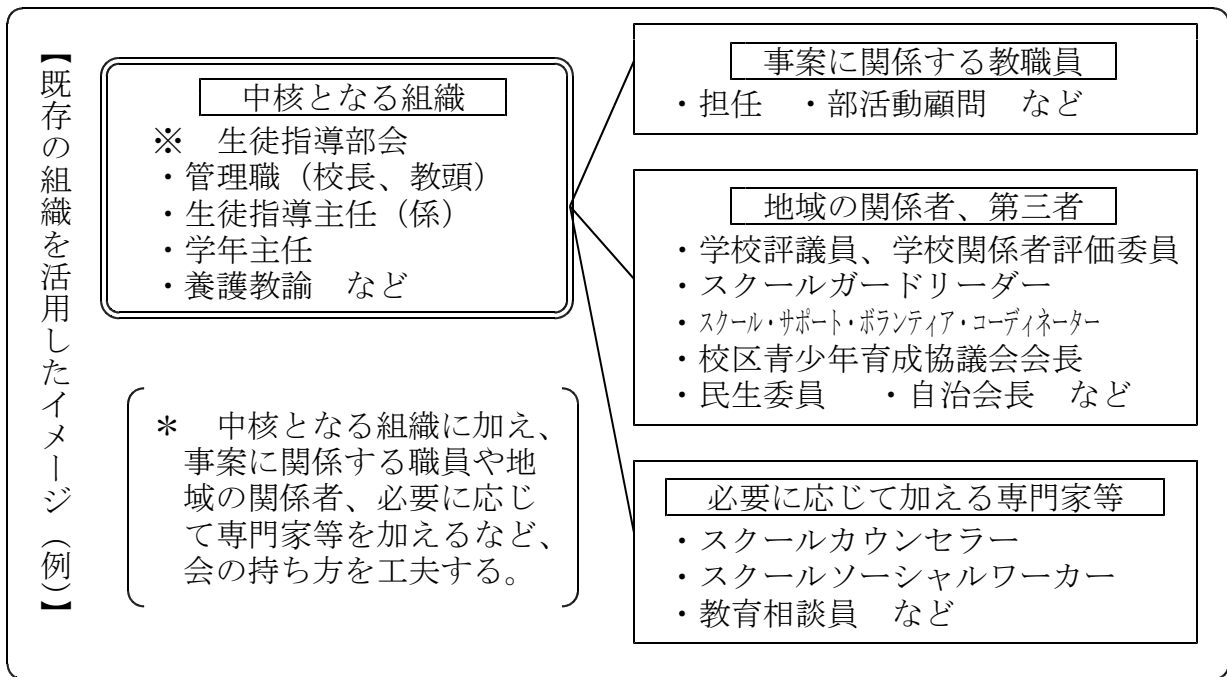 【既存の組織を活用したイメージ（例）】
中核となる組織
※　生徒指導部会
・管理職（校長、教頭）
・生徒指導主任（係）
・学年主任
・養護教諭　など
＊　中核となる組織に加え、
事案に関係する職員や地
域の関係者、必要に応じ
て専門家等を加えるなど、
会の持ち方を工夫する。
事案に関係する教職員
・担任　・部活動顧問　など
地域の関係者、第三者
・学校評議員、学校関係者評価委員
・スクールガードリーダー
・スクール・サポート・ボランティア・コーディネーター
・校区青少年育成協議会会長
・民生委員　・自治会長　など
必要に応じて加える専門家等
・スクールカウンセラー
・スクールソーシャルワーカー
・教育相談員　など